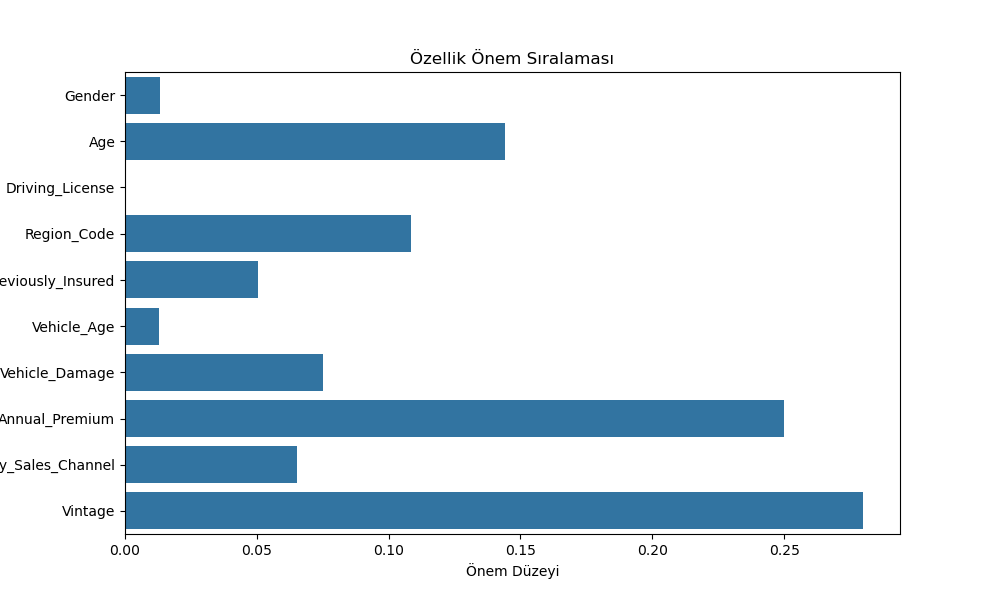 Özellik Önem Sıralaması
Gender
Age
Driving_License
Region_Code
eviously_Insured
Vehicle_Age
Vehicle_Damage
Annual_Premium
y_Sales_Channel
Vintage
0.00 0.05 0.10 0.15 0.20 0.25
Önem Düzeyi